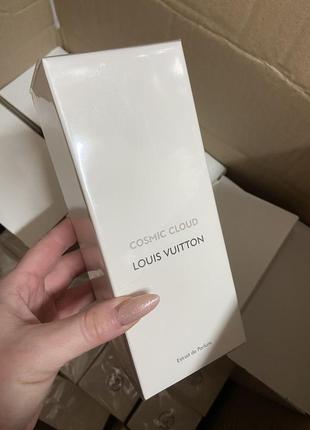 COSMIC CLOUD
LOUIS VUITTON
Extrait de Parfum